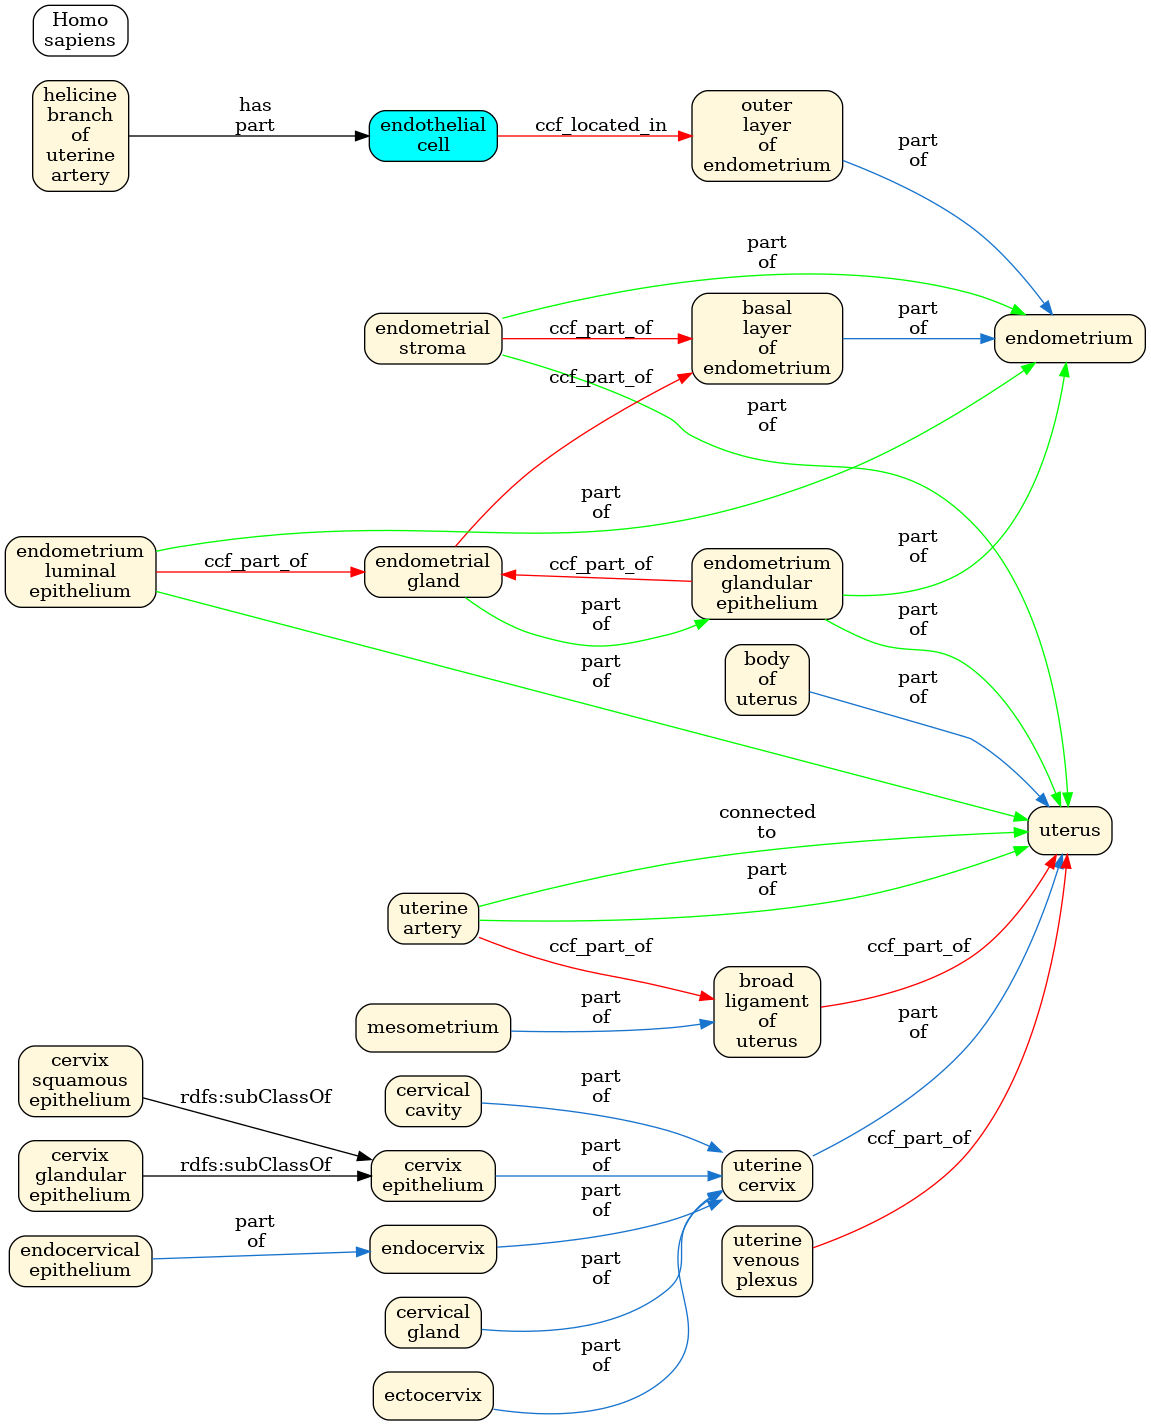 Homo
sapiens
helicine
branch
of
uterine
artery
has
part
endothelial
cell
ccf_located_in
outer
layer
of
endometrium
part
of
part
of
endometrial
stroma
ccf_part_of
basal
layer
of
endometrium
part
of
endometrium
ccf_part_of
part
of
part
of
endometrium
luminal
epithelium
ccf_part_of
endometrial
gland
ccf_part_of
endometrium
glandular
epithelium
part
of
part
of
part
of
part
of
body
of
uterus
part
of
connected
to
uterus
uterine
artery
part
of
ccf_part_of
ccf_part_of
broad
ligament
of
uterus
mesometrium
part
of
part
of
cervix
squamous
epithelium
rdfs:subClassOf
cervical
cavity
part
of
ccf_part_of
cervix
glandular
epithelium
rdfs:subClassOf
cervix
epithelium
part
of
uterine
cervix
part
of
endocervical
epithelium
part
of
endocervix
uterine
venous
plexus
part
of
cervical
gland
part
of
ectocervix